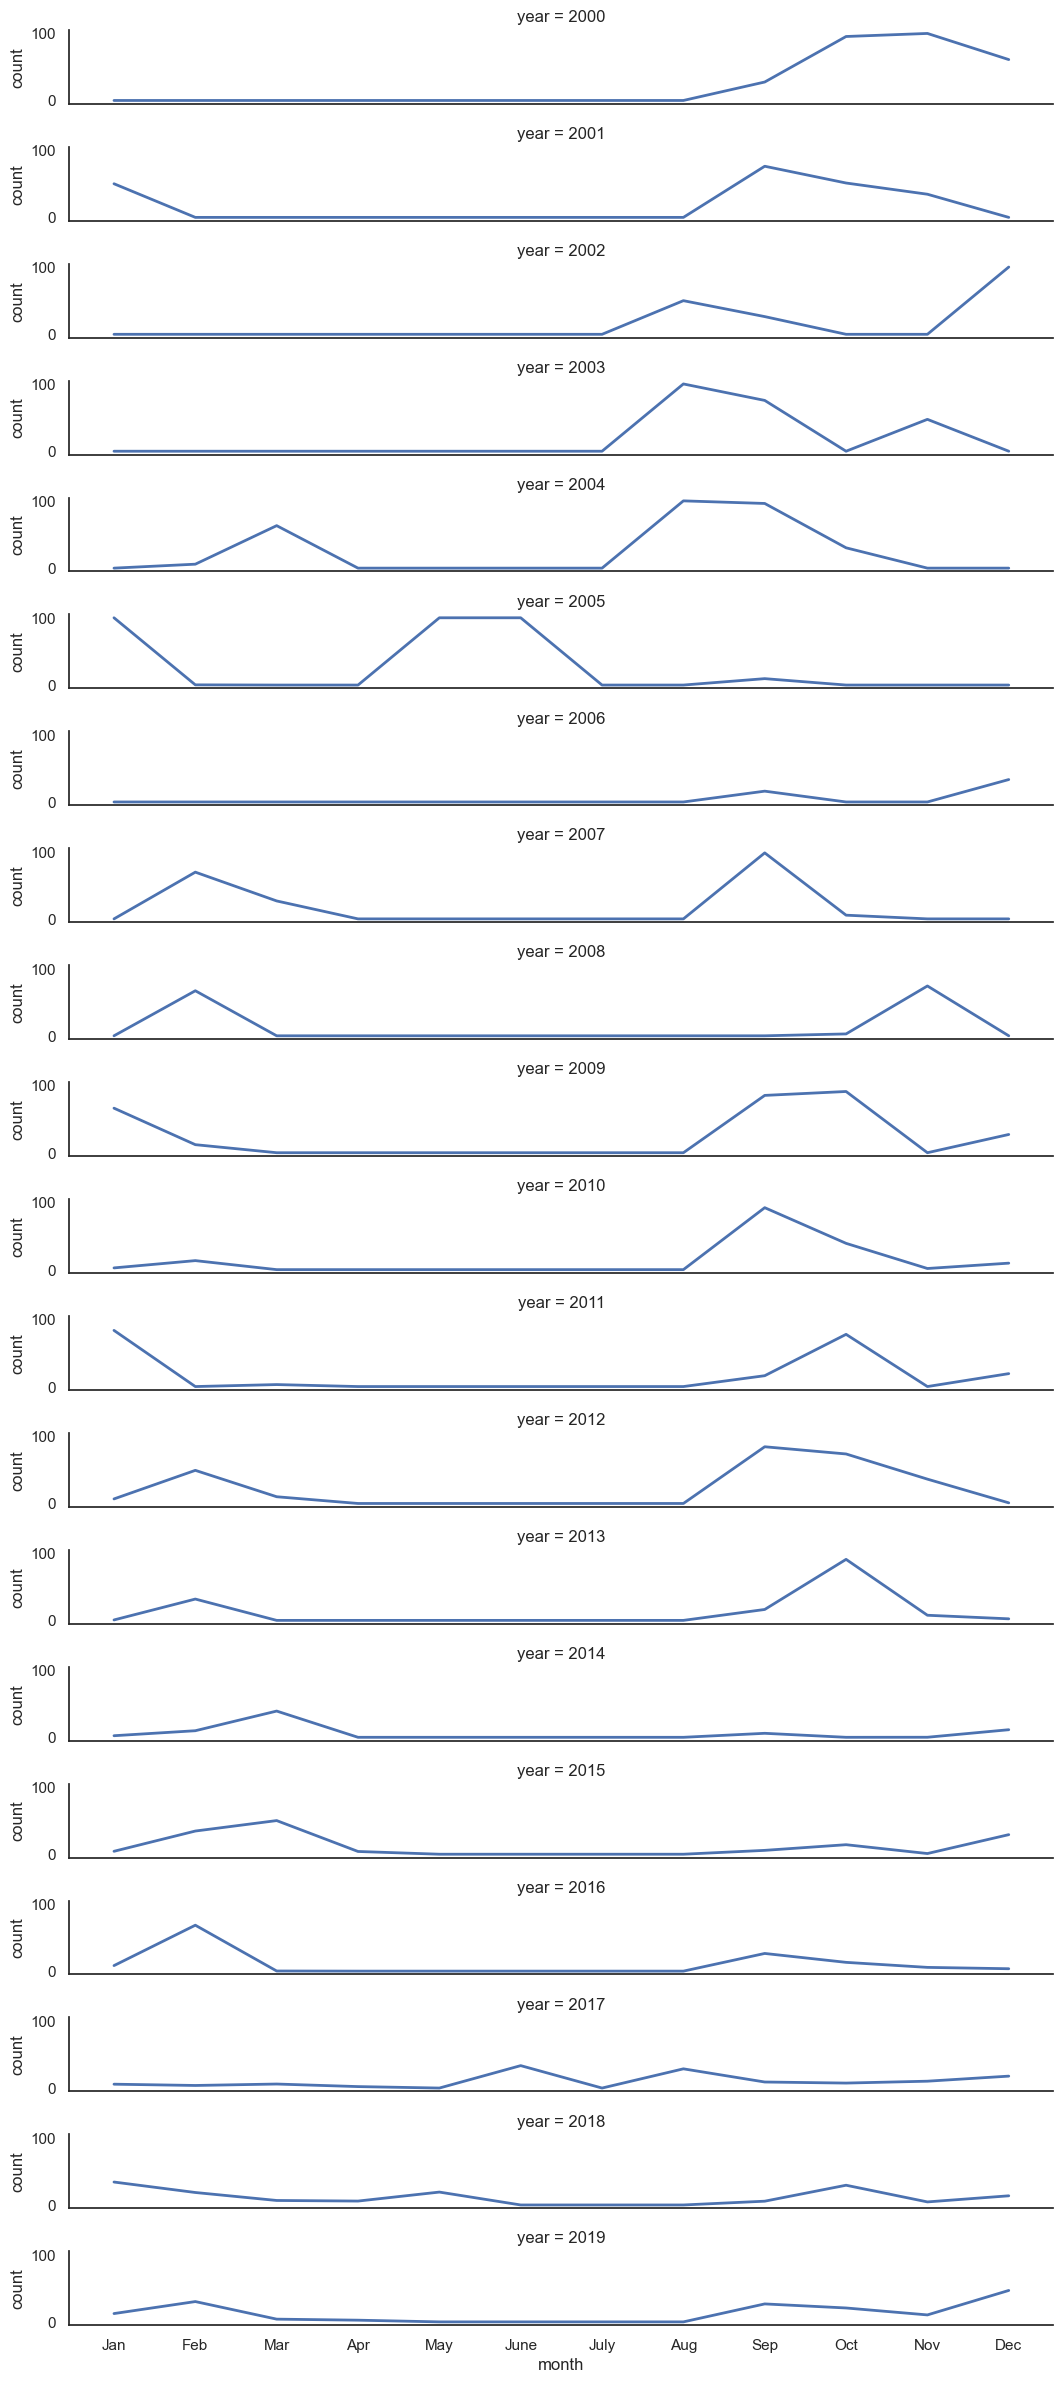 year = 2000
100
count
0
year = 2001
100
count
0
year = 2002
100
count
0
year = 2003
100
count
0
year = 2004
100
count
0
year = 2005
100
count
0
year = 2006
100
count
0
year = 2007
100
count
0
year = 2008
100
count
0
year = 2009
100
count
0
year = 2010
100
count
0
year = 2011
100
count
0
year = 2012
100
count
0
year = 2013
100
count
0
year = 2014
100
count
0
year = 2015
100
count
0
year = 2016
100
count
0
year = 2017
100
count
0
year = 2018
100
count
0
year = 2019
100
count
0
Jan Feb Mar Apr May June July Aug Sep Oct Nov Dec
month